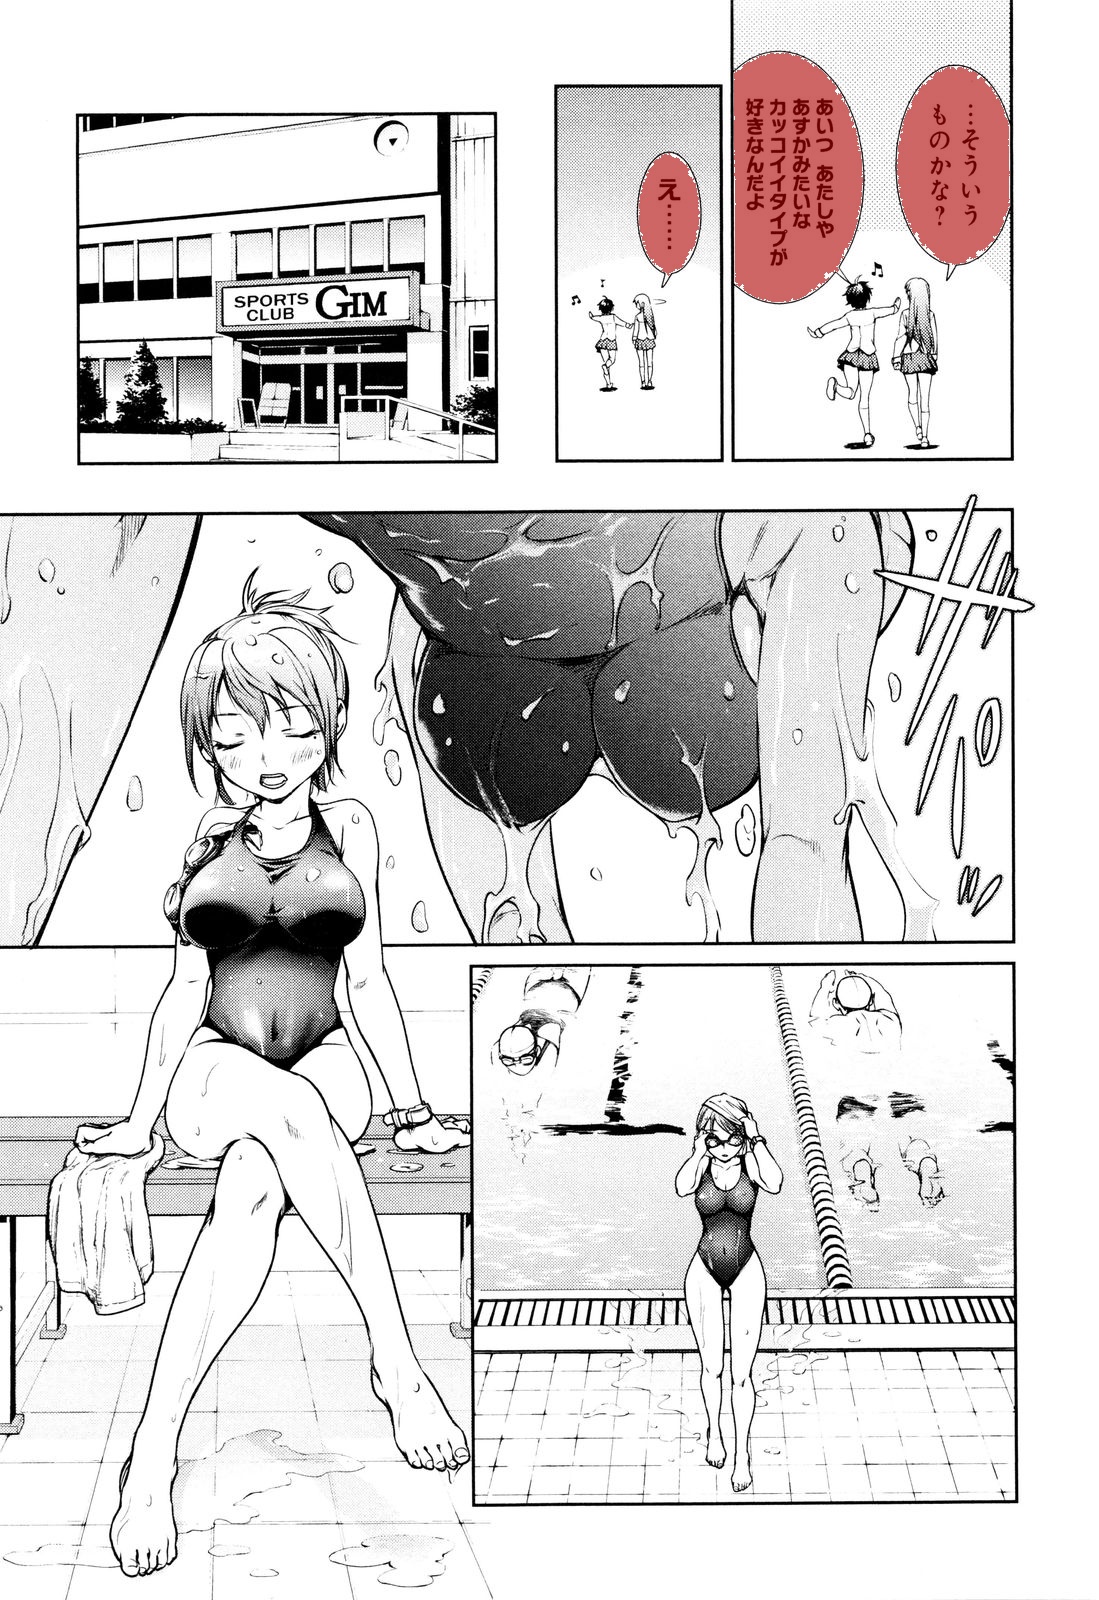 …そういう
ものかな?
あいつ あたしゃ
あすかみたいな
カッコイイタイプが
好きなんだよ
え……
SPORTS
CLUB GIM